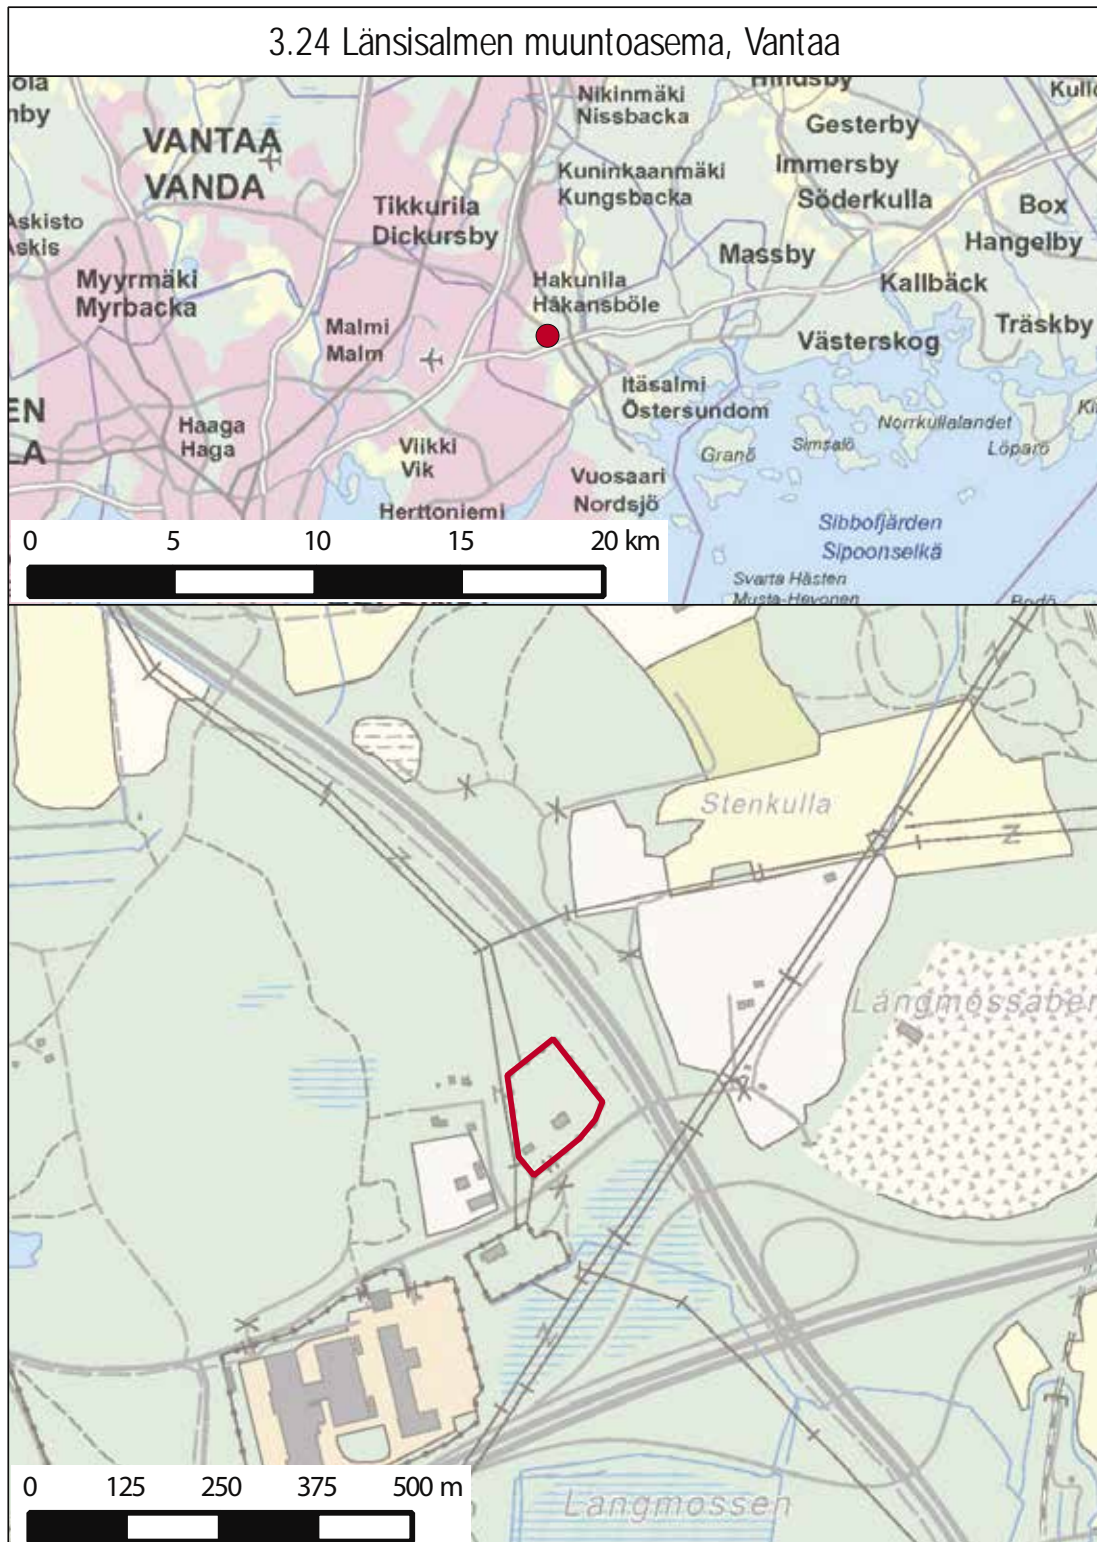 3.24 Länsisalmen muuntoasema, Vantaa
Nikinmäki
Nissbacka
VANTAA
VANDA
Gesterby
Immersby
Söderkulla
Kuninkaanmäki
Kungsbacka
Tikkurila
Dickursby
Box
Hangelby
Askisto
Askis
Massby
Myyrmäki
Myrbacka
Hakunila
Håkansböle
Kallbäck
Malmi
Malm
Träskby
Västerskog
Itäsalmi
Östersundom
Haaga
Haga
Viikki
Vik
Norrkullalandet
Granö
Simsalö
Löparö
Vuosaari
Nordsjö
Herttoniemi
Sibbofjärden
Sipoonselkä
0 5 10 15 20 km
Svarta Hästen
Musta-Hevonen
Stenkulla
Långmossaber
0 125 250 375 500 m
Långmossen